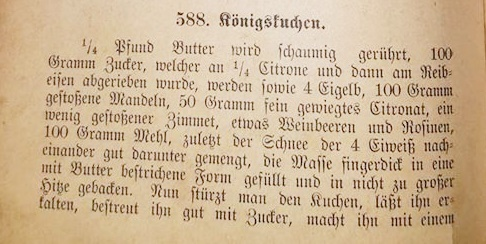 588. Königskuchen.
1/4 Pfund Butter wird schaumig gerührt, 100
Gramm Zucker, welcher an 1/4 Citrone und dann am Reib-
eisen abgerieben wurde, werden sowie 4 Eigelb, 100 Gramm
gestoßene Mandeln, 50 Gramm fein gewiegtes Citronat, ein
wenig gestoßener Zimmet, etwas Weinbeeren und Rosinen,
100 Gramm Mehl, zuletzt der Schnee der 4 Eiweiß nach-
einander gut darunter gemengt, die Masse fingerdick in eine
mit Butter bestrichene Form gefüllt und in nicht zu großer
Hitze gebacken. Nun stürzt man den Kuchen, läßt ihn er-
kalten, bestreut ihn gut mit Zucker, macht ihn mit einem